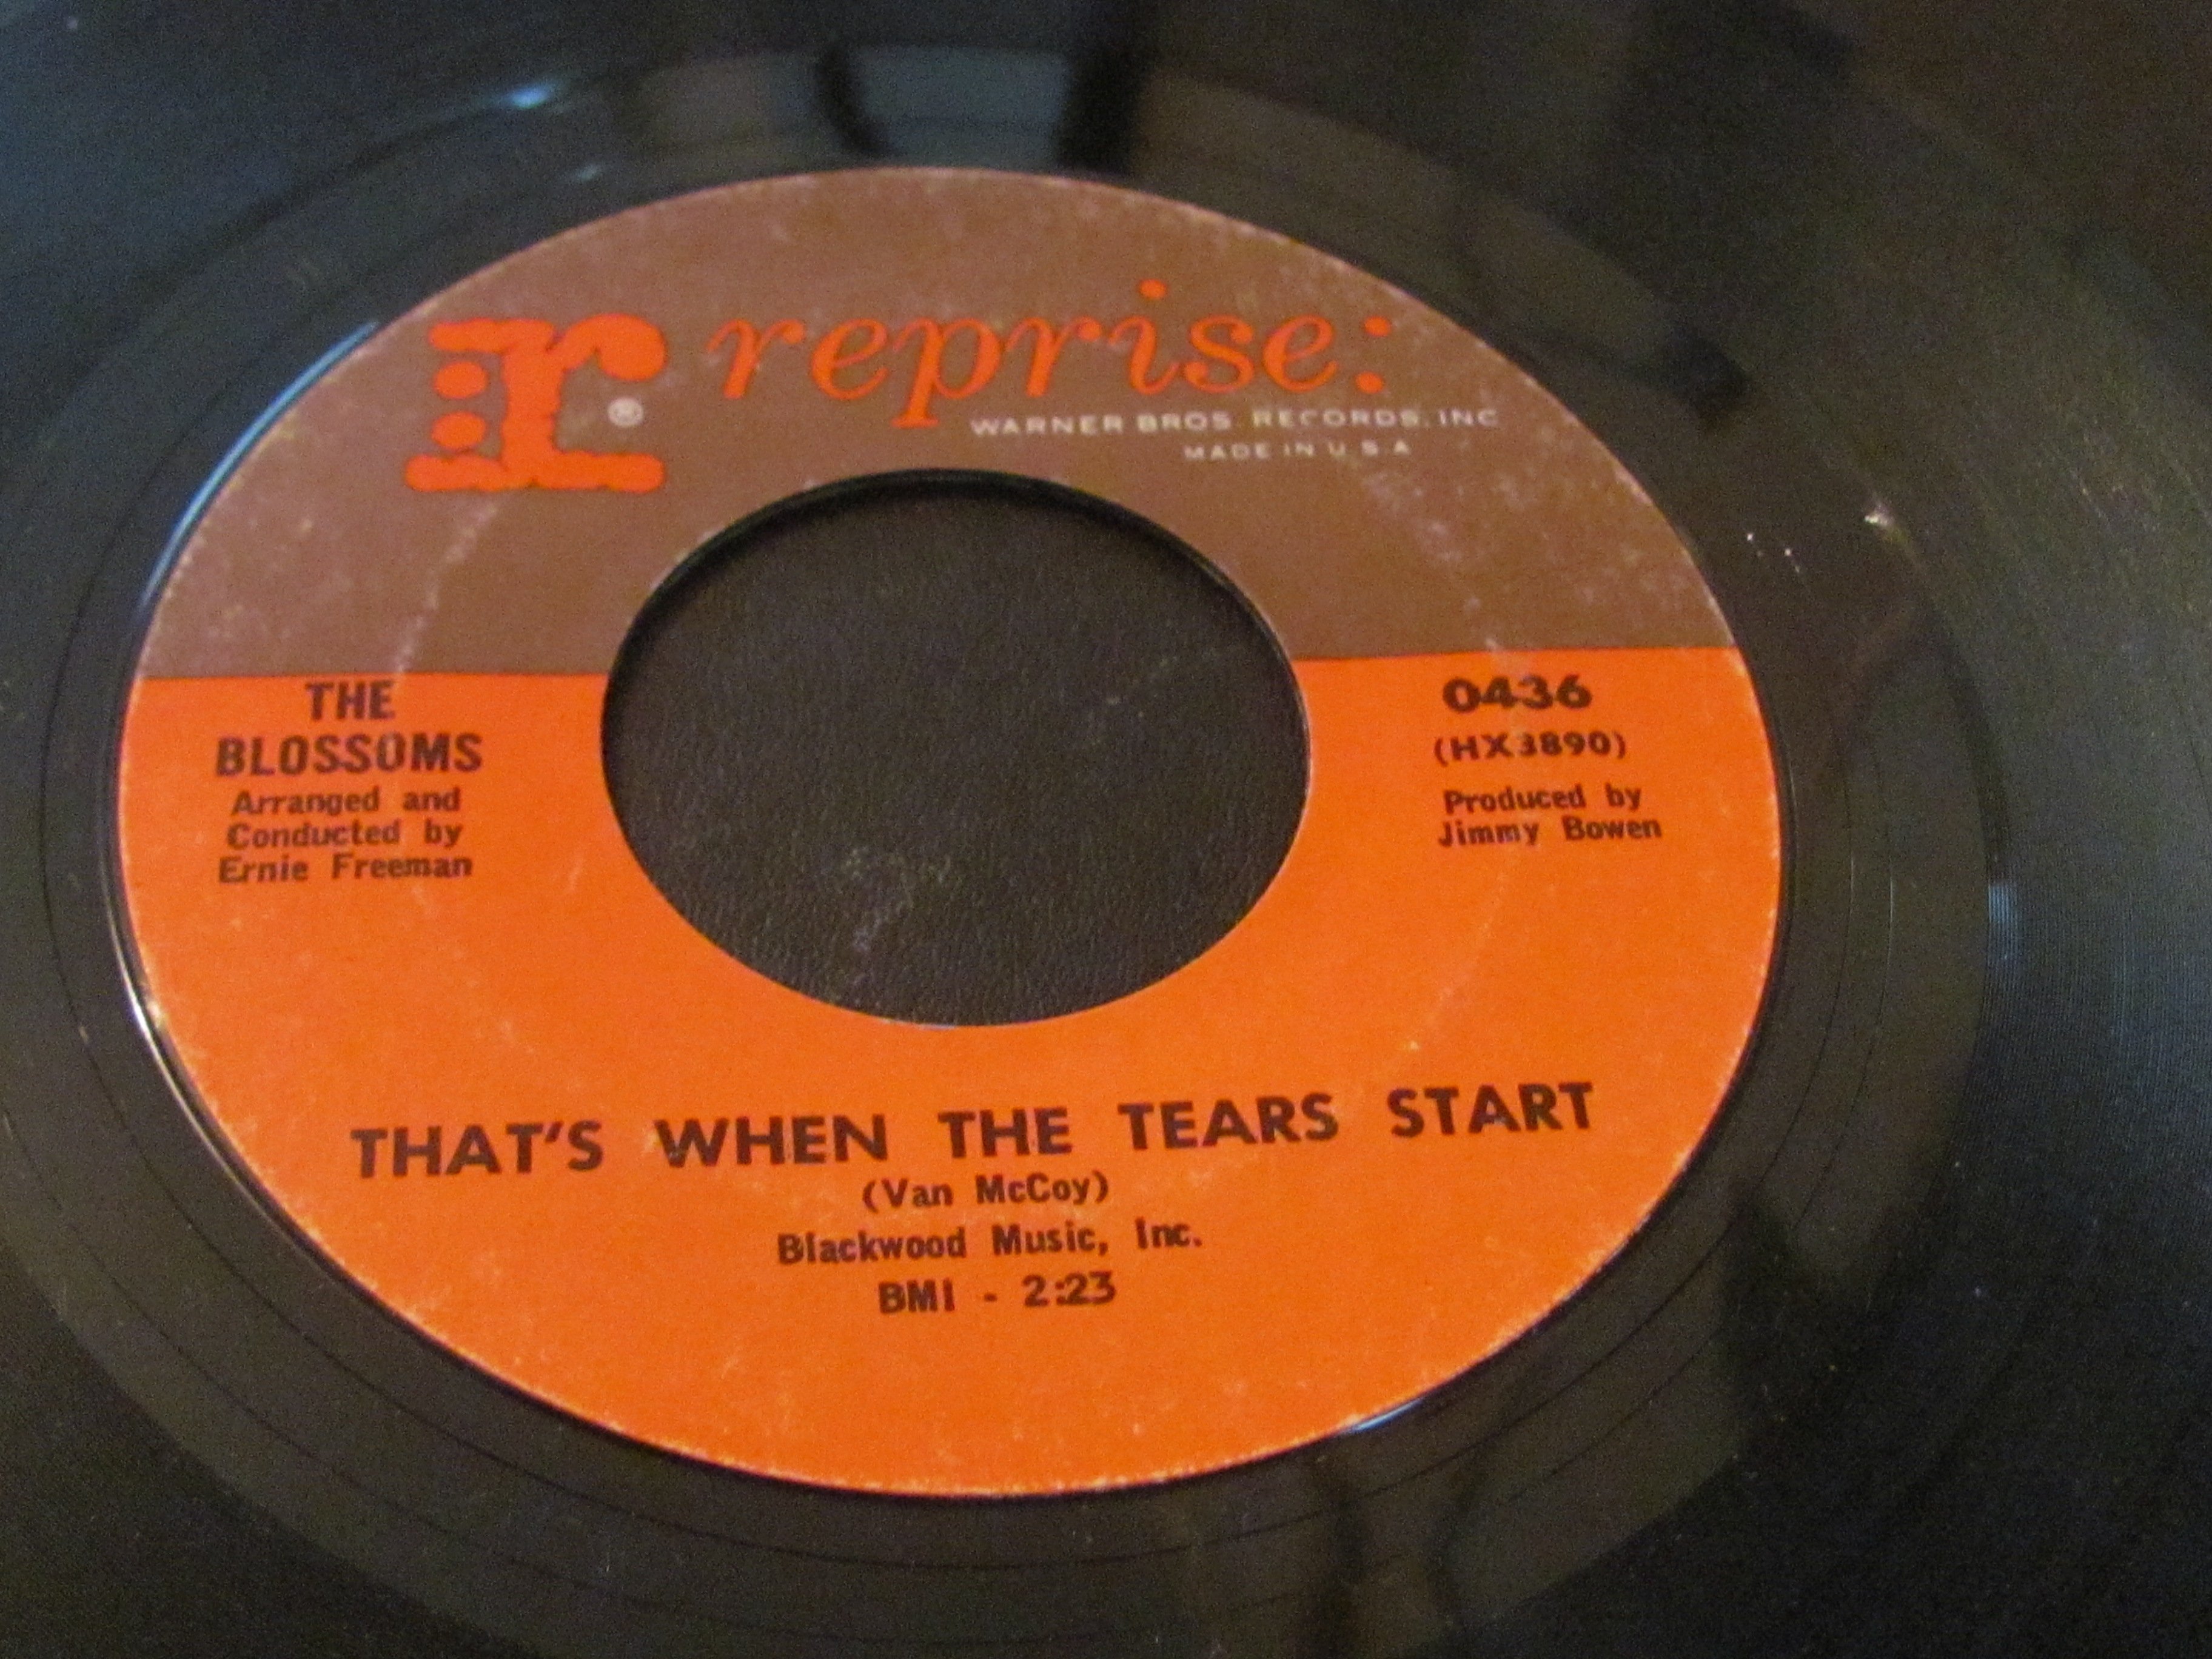 r ® reprise:
WARNER BROS. RECORDS, INC
MADE IN U S A
THE
BLOSSOMS
Arranged and
Conducted by
Ernie Freeman
0436
(HX3890)
Produced by
Jimmy Bowen
THAT'S WHEN THE TEARS START
(Van McCoy)
Blackwood Music, Inc.
BMI - 2:23